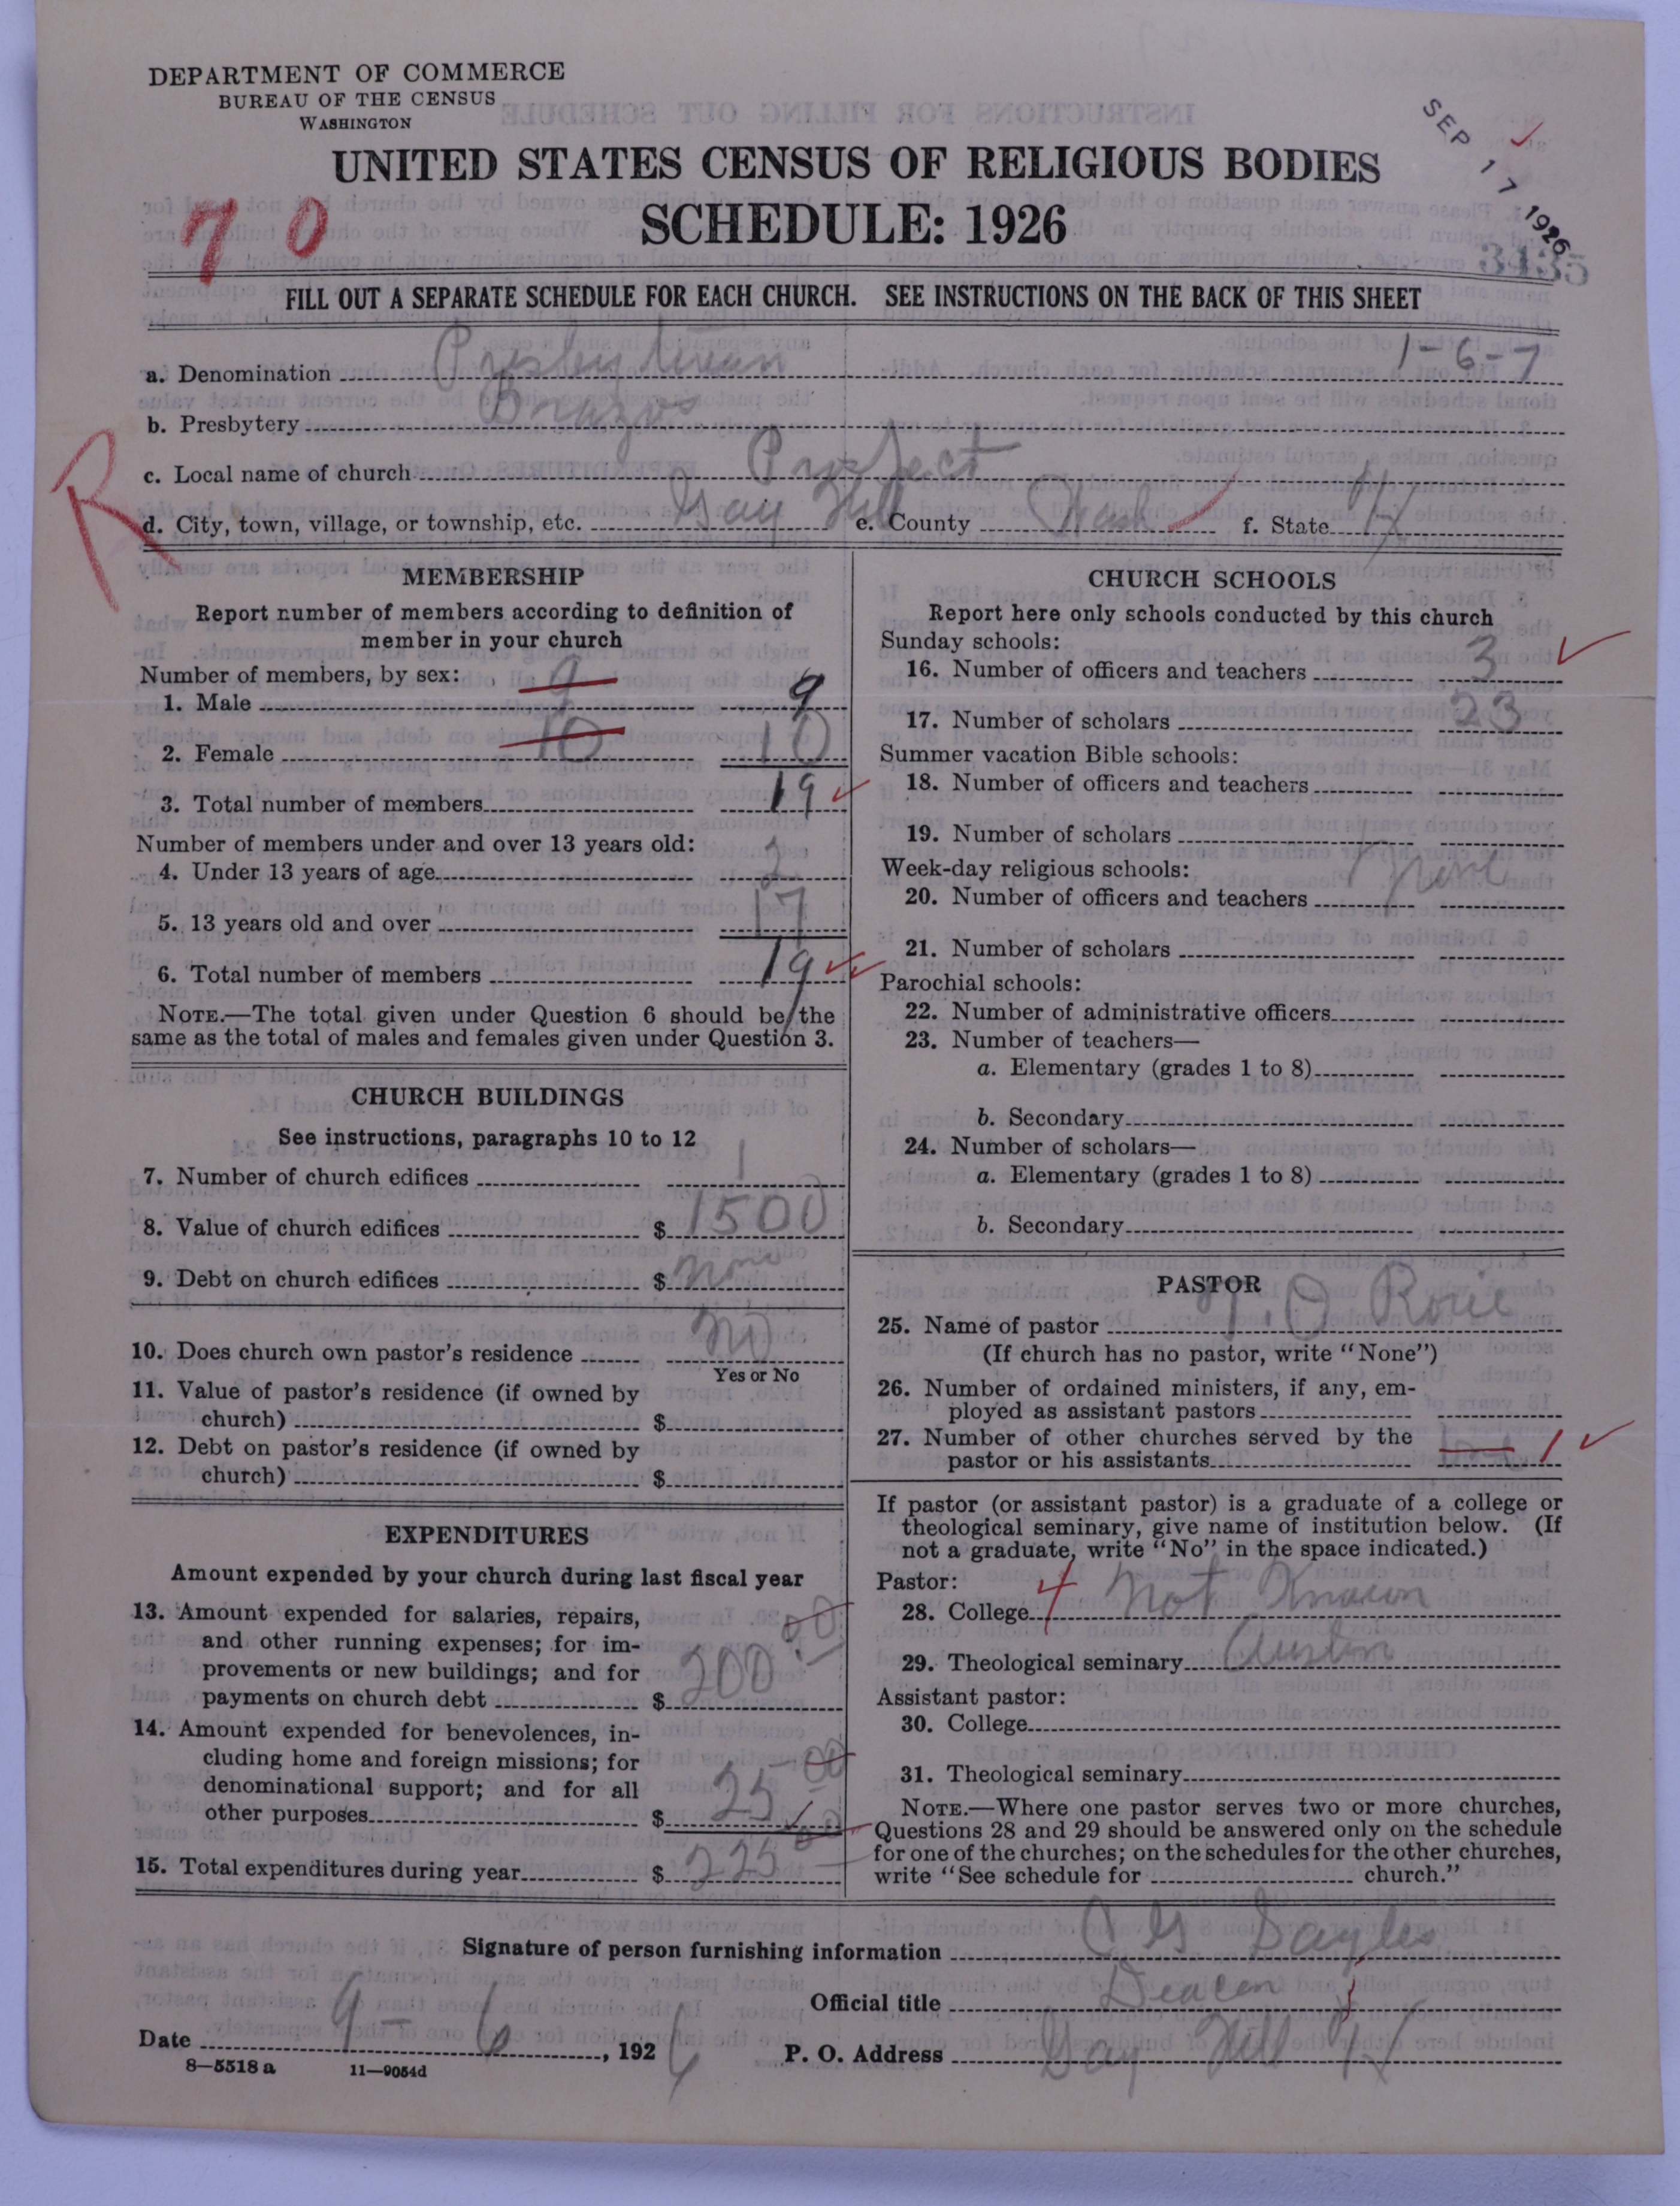 DEPARTMENT OF COMMERCE
BUREAU OF THE CENSUS
WASHINGTON
SEP 17 1926
UNITED STATES CENSUS OF RELIGIOUS BODIES
70
SCHEDULE: 1926
3435
FILL OUT A SEPARATE SCHEDULE FOR EACH CHURCH. SEE INSTRUCTIONS ON THE BACK OF THIS SHEET
1-6-7
a. Denomination Presbyterian
b. Presbytery Brazos
R
c. Local name of church Prospect
d. City, town, village, or township, etc. Gay Hill e. County Wash f. State TX
MEMBERSHIP
Report number of members according to definition of
member in your church
Number of members, by sex: 9
1. Male 9
2. Female 10 10
3. Total number of members 19
Number of members under and over 13 years old:
4. Under 13 years of age 2
5. 13 years old and over 17
6. Total number of members 19
NOTE.—The total given under Question 6 should be the
same as the total of males and females given under Question 3.
CHURCH BUILDINGS
See instructions, paragraphs 10 to 12
7. Number of church edifices 1
8. Value of church edifices $ 1500
9. Debt on church edifices $ none
10. Does church own pastor's residence no
Yes or No
11. Value of pastor's residence (if owned by
church) $
12. Debt on pastor's residence (if owned by
church) $
EXPENDITURES
Amount expended by your church during last fiscal year
13. Amount expended for salaries, repairs,
and other running expenses; for im-
provements or new buildings; and for
payments on church debt $ 200 00
14. Amount expended for benevolences, in-
cluding home and foreign missions; for
denominational support; and for all
other purposes $ 25 00
15. Total expenditures during year $ 225
CHURCH SCHOOLS
Report here only schools conducted by this church
Sunday schools:
16. Number of officers and teachers 3
17. Number of scholars 23
Summer vacation Bible schools:
18. Number of officers and teachers
19. Number of scholars
Week-day religious schools: None
20. Number of officers and teachers
21. Number of scholars
Parochial schools:
22. Number of administrative officers
23. Number of teachers—
a. Elementary (grades 1 to 8)
b. Secondary
24. Number of scholars—
a. Elementary (grades 1 to 8)
b. Secondary
PASTOR
25. Name of pastor
(If church has no pastor, write "None")
26. Number of ordained ministers, if any, em-
ployed as assistant pastors
27. Number of other churches served by the
pastor or his assistants 1
If pastor (or assistant pastor) is a graduate of a college or
theological seminary, give name of institution below. (If
not a graduate, write "No" in the space indicated.)
Pastor:
28. College 4 Not Known
29. Theological seminary Austin
Assistant pastor:
30. College
31. Theological seminary
NOTE.—Where one pastor serves two or more churches,
Questions 28 and 29 should be answered only on the schedule
for one of the churches; on the schedules for the other churches,
write "See schedule for church."
Signature of person furnishing information
Official title Deacon
Date 9-6, 1926 P. O. Address Gay Hill TX
8—5518 a 11—9054d